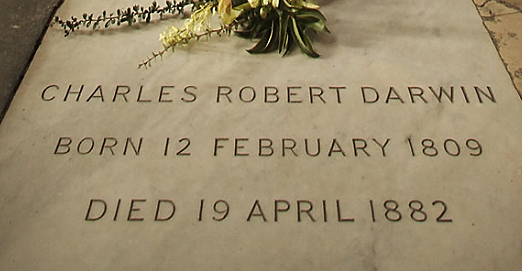 CHARLES ROBERT DARWIN
BORN 12 FEBRUARY 1809
DIED 19 APRIL 1882